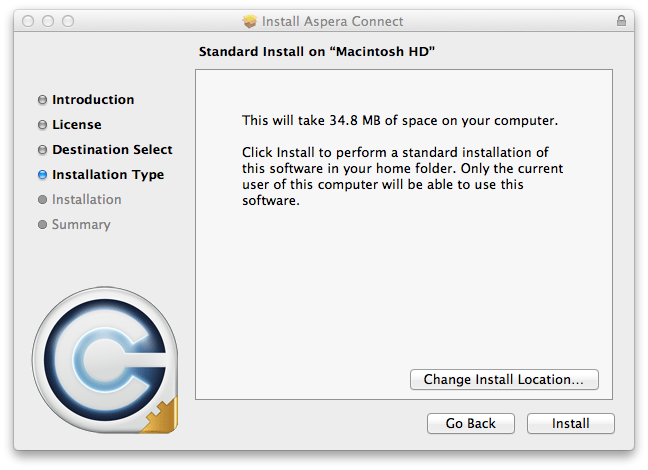 Install Aspera Connect
Standard Install on “Macintosh HD”
Introduction
License
Destination Select
Installation Type
Installation
Summary
This will take 34.8 MB of space on your computer.
Click Install to perform a standard installation of
this software in your home folder. Only the current
user of this computer will be able to use this
software.
Change Install Location...
Go Back
Install